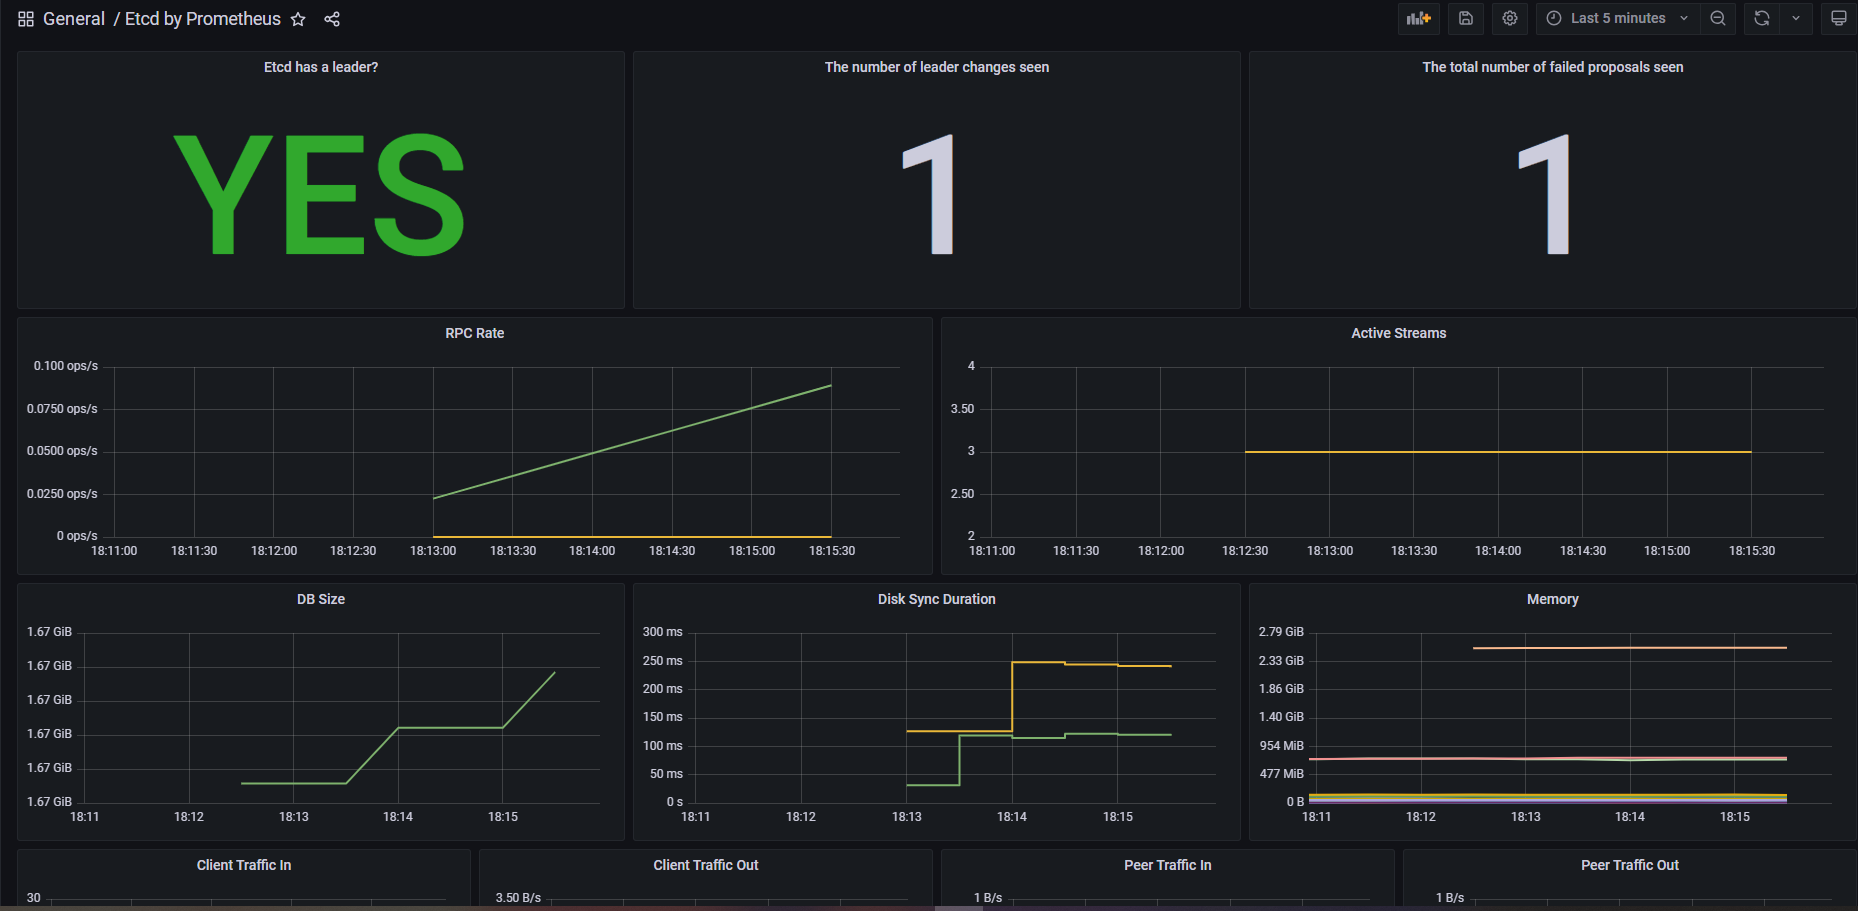 General / Etcd by Prometheus
Last 5 minutes
Etcd has a leader?
YES
The number of leader changes seen
1
The total number of failed proposals seen
1
RPC Rate
0.100 ops/s
0.0750 ops/s
0.0500 ops/s
0.0250 ops/s
0 ops/s
18:11:00 18:11:30 18:12:00 18:12:30 18:13:00 18:13:30 18:14:00 18:14:30 18:15:00 18:15:30
Active Streams
4
3.50
3
2.50
2
18:11:00 18:11:30 18:12:00 18:12:30 18:13:00 18:13:30 18:14:00 18:14:30 18:15:00 18:15:30
DB Size
1.67 GiB
1.67 GiB
1.67 GiB
1.67 GiB
1.67 GiB
1.67 GiB
18:11 18:12 18:13 18:14 18:15
Disk Sync Duration
300 ms
250 ms
200 ms
150 ms
100 ms
50 ms
0 s
18:11 18:12 18:13 18:14 18:15
Memory
2.79 GiB
2.33 GiB
1.86 GiB
1.40 GiB
954 MiB
477 MiB
0 B
18:11 18:12 18:13 18:14 18:15
Client Traffic In
30
Client Traffic Out
3.50 B/s
Peer Traffic In
1 B/s
Peer Traffic Out
1 B/s